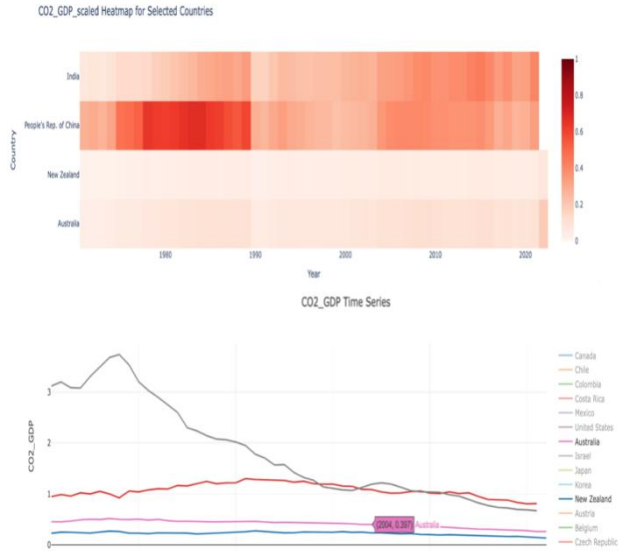 CO2_GDP_scaled Heatmap for Selected Countries
1
India
0.8
People's Rep. of China
0.6
Country
0.4
New Zealand
0.2
Australia
0
1980 1990 2000 2010 2020
Year
CO2_GDP Time Series
Canada
Chile
3
Colombia
Costa Rica
Mexico
United States
CO2_GDP
2
Australia
Israel
Japan
Korea
1
New Zealand
(2004, 0.397) Australia
Austria
Belgium
0
Czech Republic